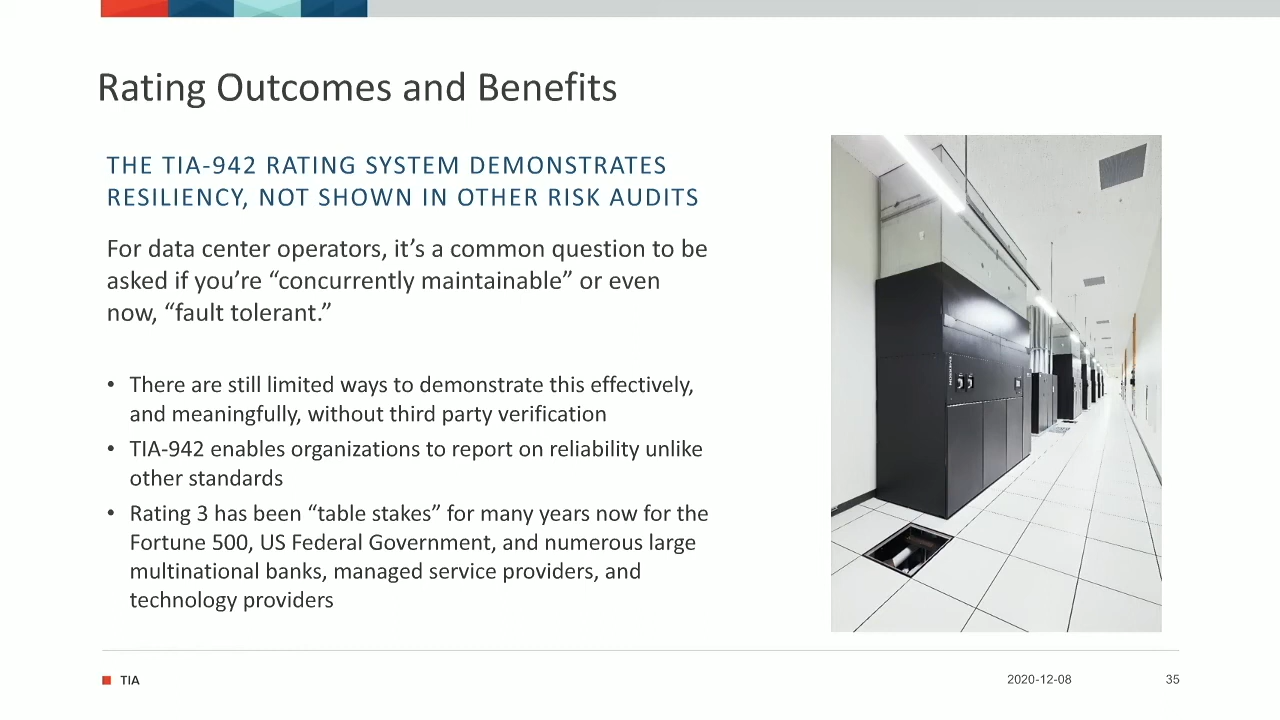 Rating Outcomes and Benefits
THE TIA-942 RATING SYSTEM DEMONSTRATES
RESILIENCY, NOT SHOWN IN OTHER RISK AUDITS
For data center operators, it’s a common question to be
asked if you’re “concurrently maintainable” or even
now, “fault tolerant.”
• There are still limited ways to demonstrate this effectively,
and meaningfully, without third party verification
• TIA-942 enables organizations to report on reliability unlike
other standards
• Rating 3 has been “table stakes” for many years now for the
Fortune 500, US Federal Government, and numerous large
multinational banks, managed service providers, and
technology providers
TIA
2020-12-08
35